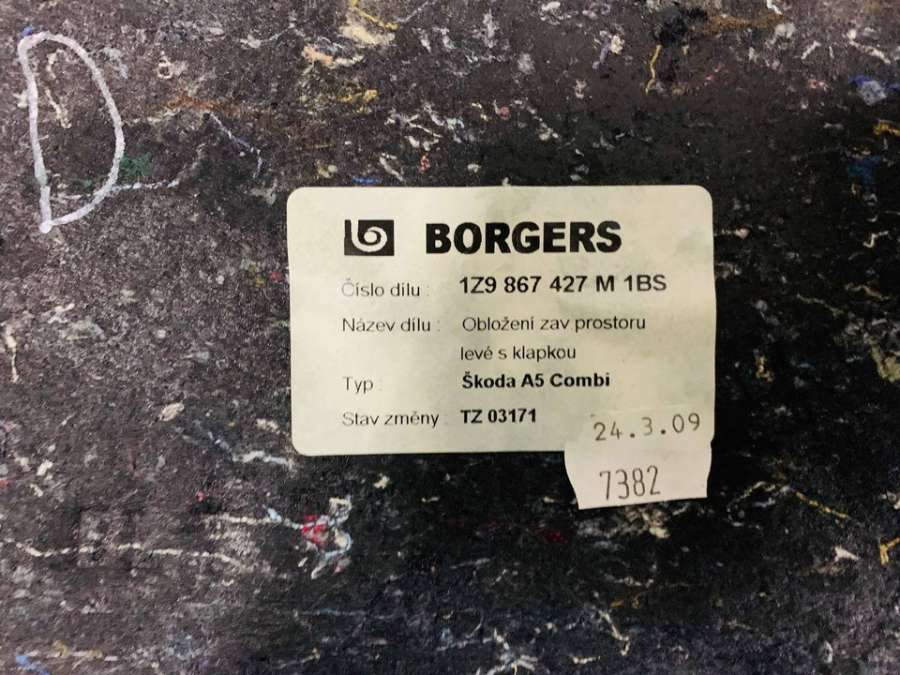 D
BORGERS
Číslo dílu : 1Z9 867 427 M 1BS
Název dílu : Obložení zav prostoru
levé s klapkou
Typ : Škoda A5 Combi
Stav změny : TZ 03171
24.3.09
7382